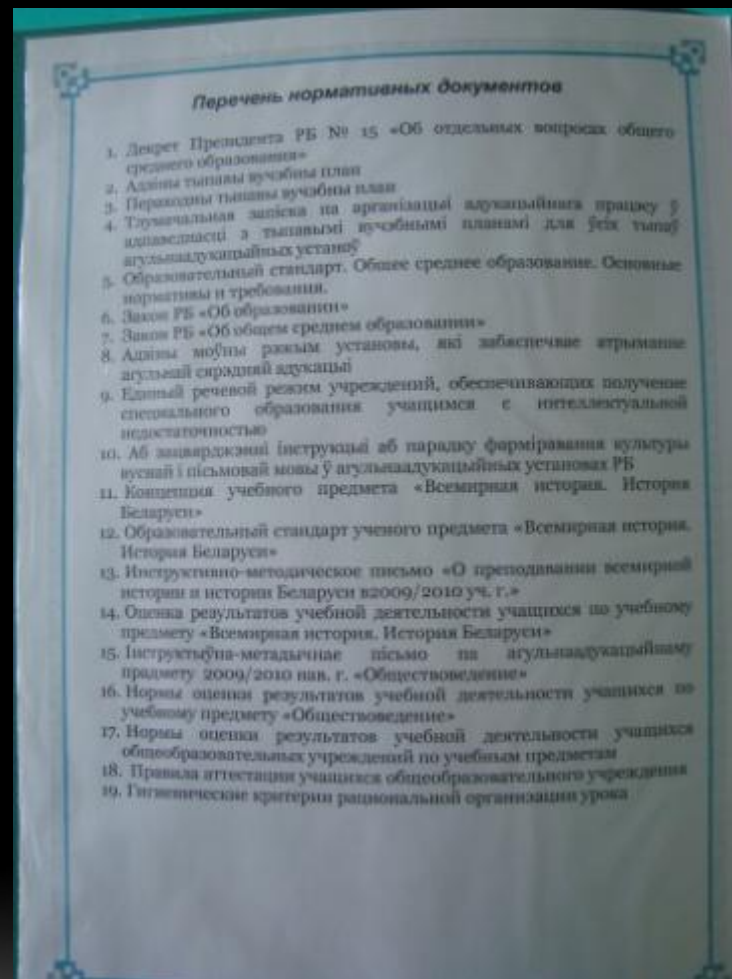 Перечень нормативных документов
1. Декрет Президента РБ № 15 «Об отдельных вопросах общего
среднего образования»
2. Адзіны тыпавы вучэбны план
3. Пераходны тыпавы вучэбны план
4. Тлумачальная запіска па арганізацыі адукацыйнага працэсу ў
адпаведнасці з тыпавымі вучэбнымі планамі для ўсіх тыпаў
агульнаадукацыйных устаноў
5. Образовательный стандарт. Общее среднее образование. Основные
нормативы и требования.
6. Закон РБ «Об образовании»
7. Закон РБ «Об общем среднем образовании»
8. Адзіны моўны рэжым установы, які забяспечвае атрыманне
агульнай сярэдняй адукацыі
9. Единый речевой режим учреждений, обеспечивающих получение
специального образования учащимся с интеллектуальной
недостаточностью
10. Аб зацвярджэнні інструкцыі аб парадку фарміравання культуры
вуснай і пісьмовай мовы ў агульнаадукацыйных установах РБ
11. Концепция учебного предмета «Всемирная история. История
Беларуси»
12. Образовательный стандарт ученого предмета «Всемирная история.
История Беларуси»
13. Инструктивно-методическое письмо «О преподавании всемирной
истории и истории Беларуси в2009/2010 уч. г.»
14. Оценка результатов учебной деятельности учащихся по учебному
предмету «Всемирная история. История Беларуси»
15. Інструктыўна-метадычнае пісьмо па агульнаадукацыйнаму
прадмету 2009/2010 нав. г. «Обществоведение»
16. Нормы оценки результатов учебной деятельности учащихся по
учебному предмету «Обществоведение»
17. Нормы оценки результатов учебной деятельности учащихся
общеобразовательных учреждений по учебным предметам
18. Правила аттестации учащихся общеобразовательного учреждения
19. Гигиенические критерии рациональной организации урока